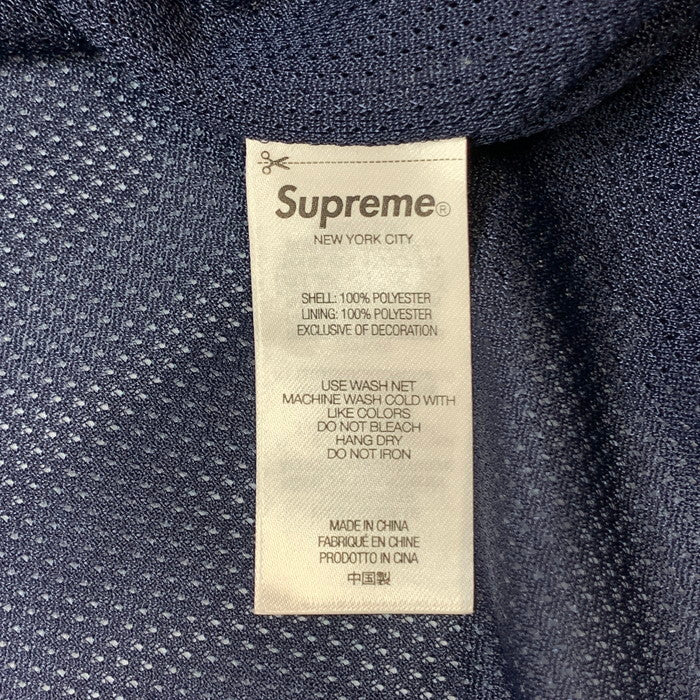 Supreme®
NEW YORK CITY
SHELL: 100% POLYESTER
LINING: 100% POLYESTER
EXCLUSIVE OF DECORATION
USE WASH NET
MACHINE WASH COLD WITH
LIKE COLORS
DO NOT BLEACH
HANG DRY
DO NOT IRON
MADE IN CHINA
FABRIQUÉ EN CHINE
PRODOTTO IN CINA
中国製